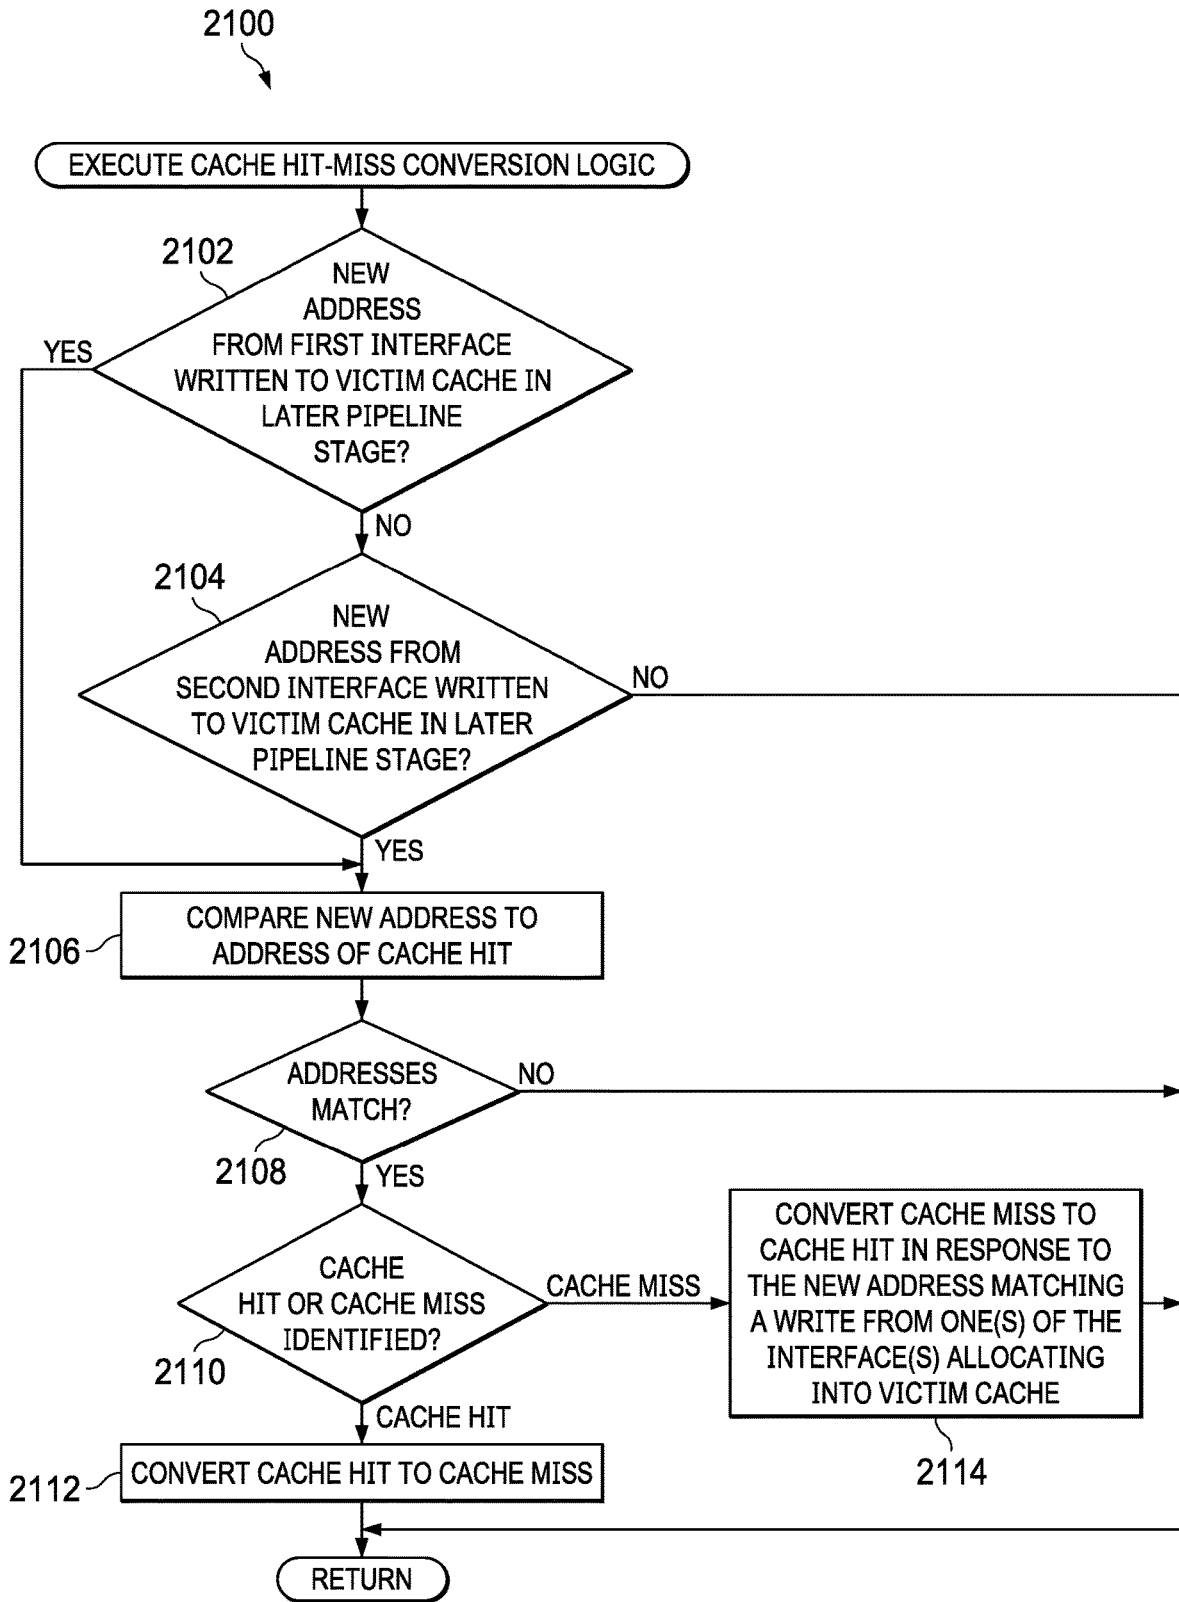 2100
EXECUTE CACHE HIT-MISS CONVERSION LOGIC
2102
NEW
ADDRESS
FROM FIRST INTERFACE
WRITTEN TO VICTIM CACHE IN
LATER PIPELINE
STAGE?
YES
NO
2104
NEW
ADDRESS FROM
SECOND INTERFACE WRITTEN
TO VICTIM CACHE IN LATER
PIPELINE STAGE?
NO
YES
COMPARE NEW ADDRESS TO
ADDRESS OF CACHE HIT
2106
ADDRESSES
MATCH?
NO
2108
YES
CACHE
HIT OR CACHE MISS
IDENTIFIED?
CACHE MISS
2110
CONVERT CACHE MISS TO
CACHE HIT IN RESPONSE TO
THE NEW ADDRESS MATCHING
A WRITE FROM ONE(S) OF THE
INTERFACE(S) ALLOCATING
INTO VICTIM CACHE
2114
CACHE HIT
2112
CONVERT CACHE HIT TO CACHE MISS
RETURN